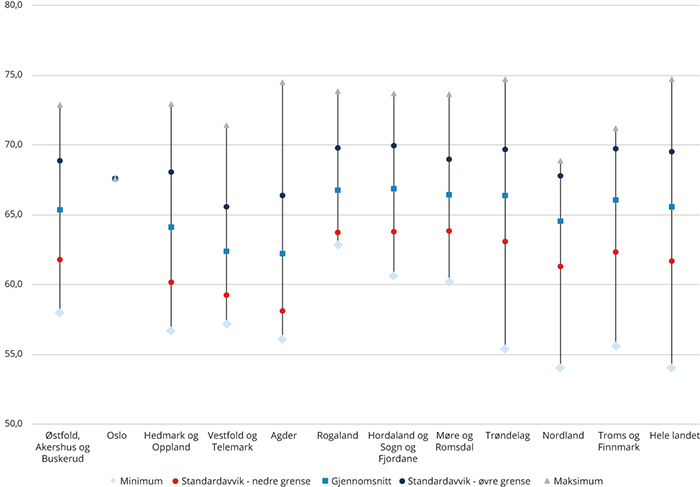 80,0
75,0
70,0
65,0
60,0
55,0
50,0
Østfold,
Akershus og
Buskerud
Oslo
Hedmark og
Oppland
Vestfold og
Telemark
Agder
Rogaland
Hordaland og
Sogn og
Fjordane
Møre og
Romsdal
Trøndelag
Nordland
Troms og
Finnmark
Hele landet
Minimum
Standardavvik - nedre grense
Gjennomsnitt
Standardavvik - øvre grense
Maksimum